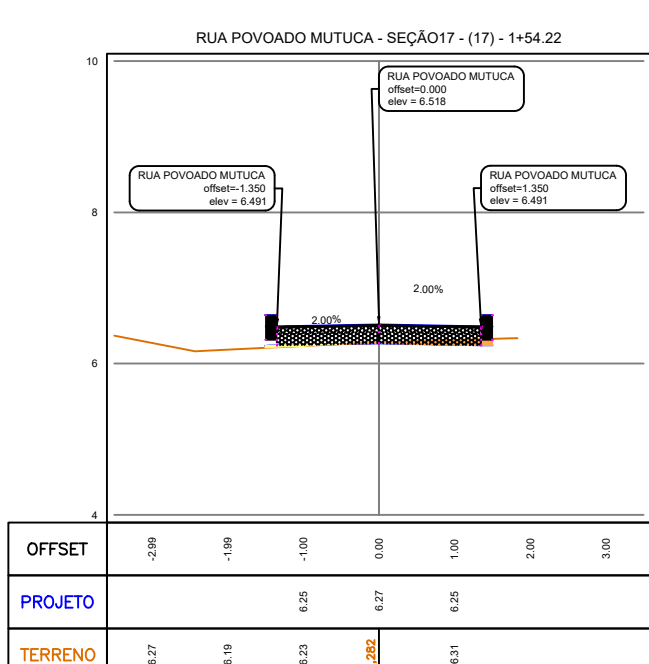 RUA POVOADO MUTUCA - SEÇÃO17 - (17) - 1+54.22
10
RUA POVOADO MUTUCA
offset=0.000
elev = 6.518
RUA POVOADO MUTUCA
offset=-1.350
elev = 6.491
RUA POVOADO MUTUCA
offset=1.350
elev = 6.491
8
2.00%
2.00%
6
4
OFFSET -2.99 -1.99 -1.00 0.00 1.00 2.00 3.00
PROJETO 6.25 6.27 6.25
TERRENO 6.27 6.19 6.23 ,282 6.31